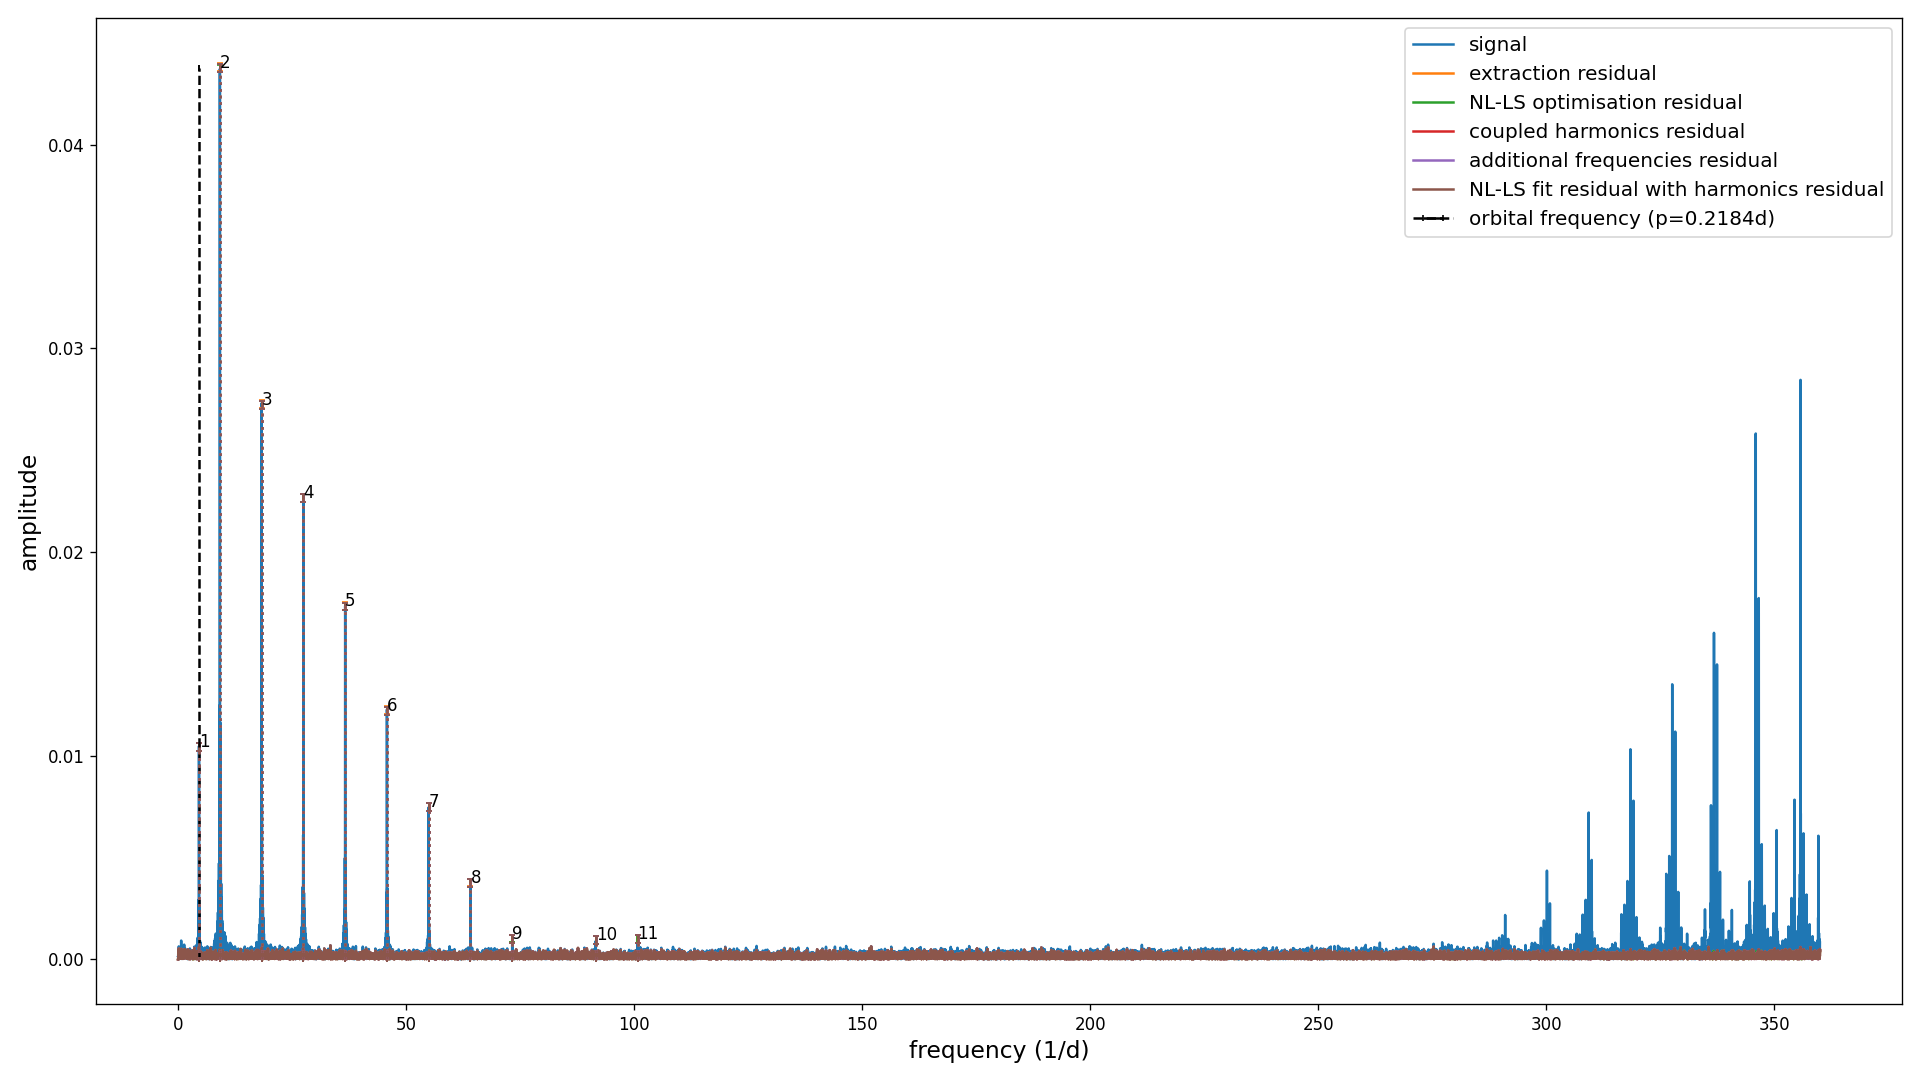 signal
extraction residual
NL-LS optimisation residual
coupled harmonics residual
additional frequencies residual
NL-LS fit residual with harmonics residual
orbital frequency (p=0.2184d)
amplitude
0.04
0.03
0.02
0.01
0.00
1
2
3
4
5
6
7
8
9
10
11
0
50
100
150
200
250
300
350
frequency (1/d)